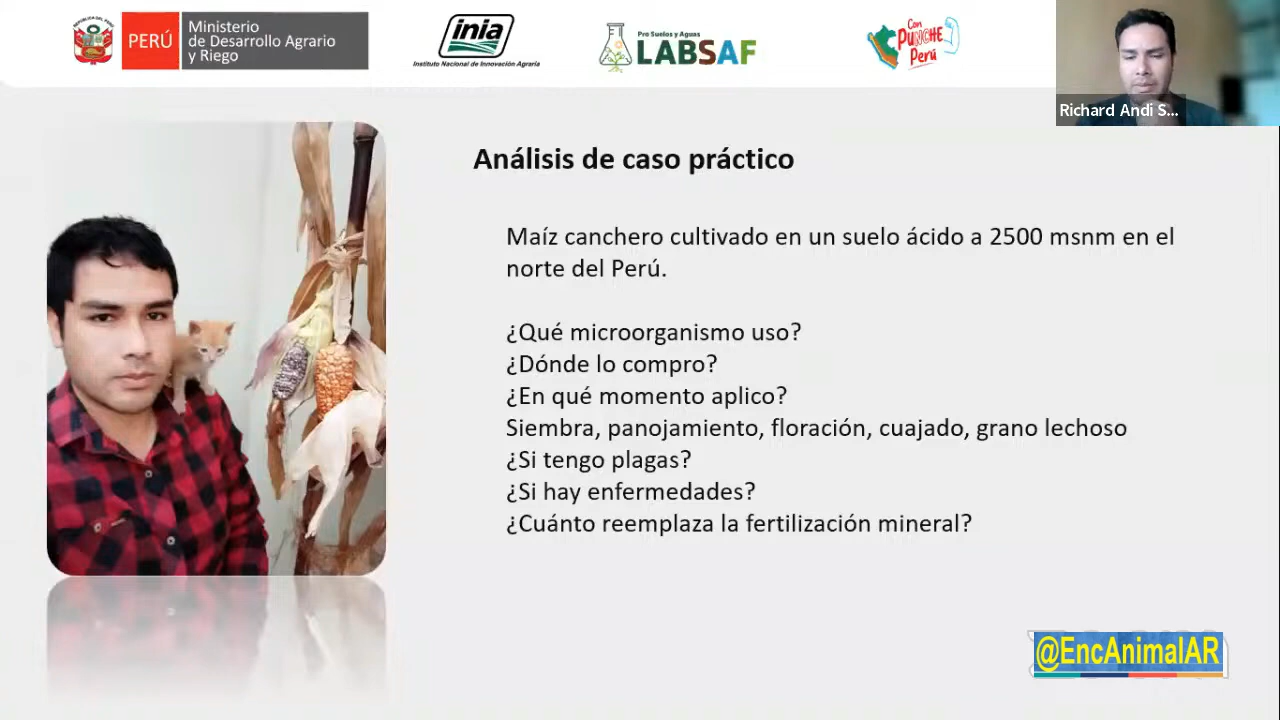 REPÚBLICA DEL PERÚ
PERÚ
Ministerio
de Desarrollo Agrario
y Riego
inia
Instituto Nacional de Innovación Agraria
Pro Suelos y Aguas
LABSAF
Con
PUNCHE
Perú
Richard Andi S...
Análisis de caso práctico
Maíz canchero cultivado en un suelo ácido a 2500 msnm en el
norte del Perú.
¿Qué microorganismo uso?
¿Dónde lo compro?
¿En qué momento aplico?
Siembra, panojamiento, floración, cuajado, grano lechoso
¿Si tengo plagas?
¿Si hay enfermedades?
¿Cuánto reemplaza la fertilización mineral?
@EncAnimalAR